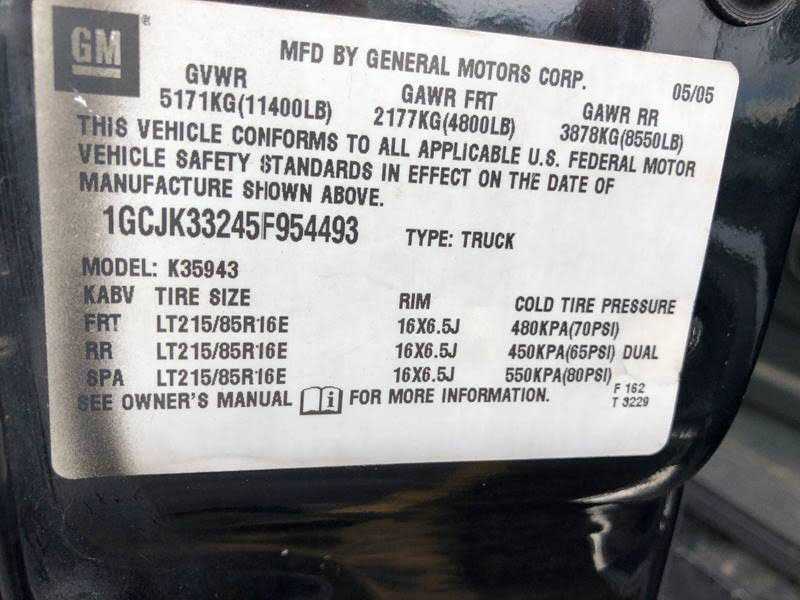 GM®
MFD BY GENERAL MOTORS CORP. 05/05
GVWR GAWR FRT GAWR RR
5171KG(11400LB) 2177KG(4800LB) 3878KG(8550LB)
THIS VEHICLE CONFORMS TO ALL APPLICABLE U.S. FEDERAL MOTOR
VEHICLE SAFETY STANDARDS IN EFFECT ON THE DATE OF
MANUFACTURE SHOWN ABOVE.
1GCJK33245F954493 TYPE: TRUCK
MODEL: K35943
KABV TIRE SIZE RIM COLD TIRE PRESSURE
FRT LT215/85R16E 16X6.5J 480KPA(70PSI)
RR LT215/85R16E 16X6.5J 450KPA(65PSI) DUAL
SPA LT215/85R16E 16X6.5J 550KPA(80PSI)
SEE OWNER'S MANUAL i FOR MORE INFORMATION.
F 162
T 3229